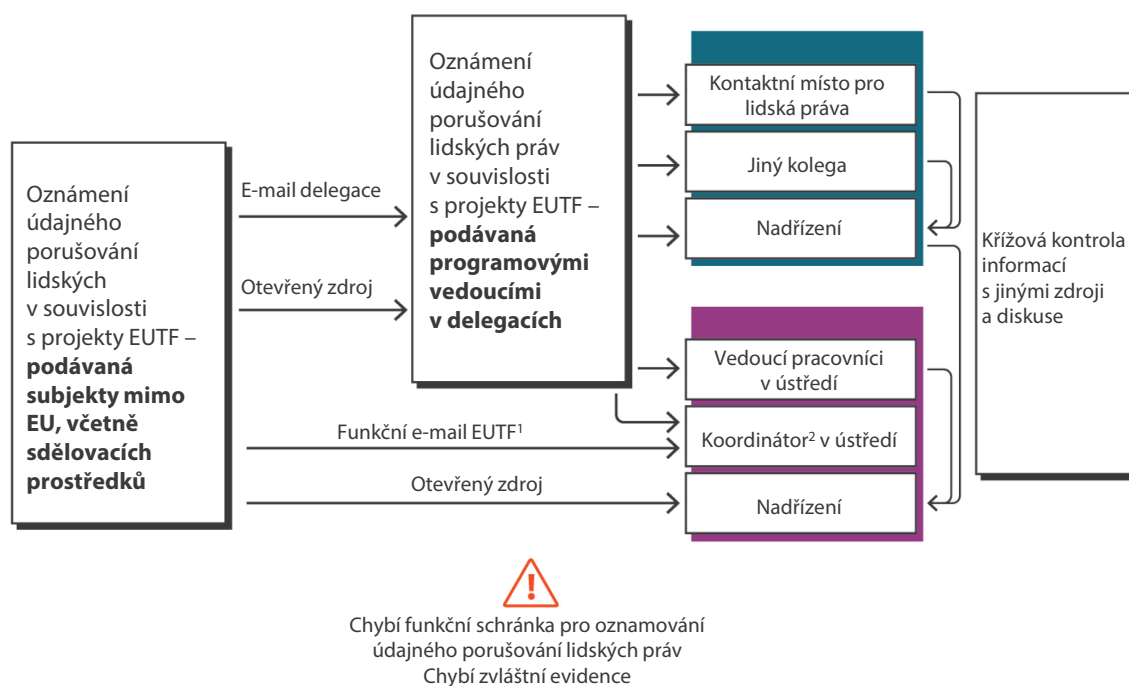 Oznámení
údajného
porušování
lidských
v souvislosti
s projekty EUTF –
podávaná
subjekty mimo
EU, včetně
sdělovacích
prostředků
E-mail delegace
Otevřený zdroj
Oznámení
údajného
porušování
lidských práv
v souvislosti
s projekty EUTF –
podávaná
programovými
vedoucími
v delegacích
Funkční e-mail EUTF¹
Otevřený zdroj
Kontaktní místo pro
lidská práva
Jiný kolega
Nadřízení
Vedoucí pracovníci
v ústředí
Koordinátor² v ústředí
Nadřízení
Křížová kontrola
informací
s jinými zdroji
a diskuse
Chybí funkční schránka pro oznamování
údajného porušování lidských práv
Chybí zvláštní evidence